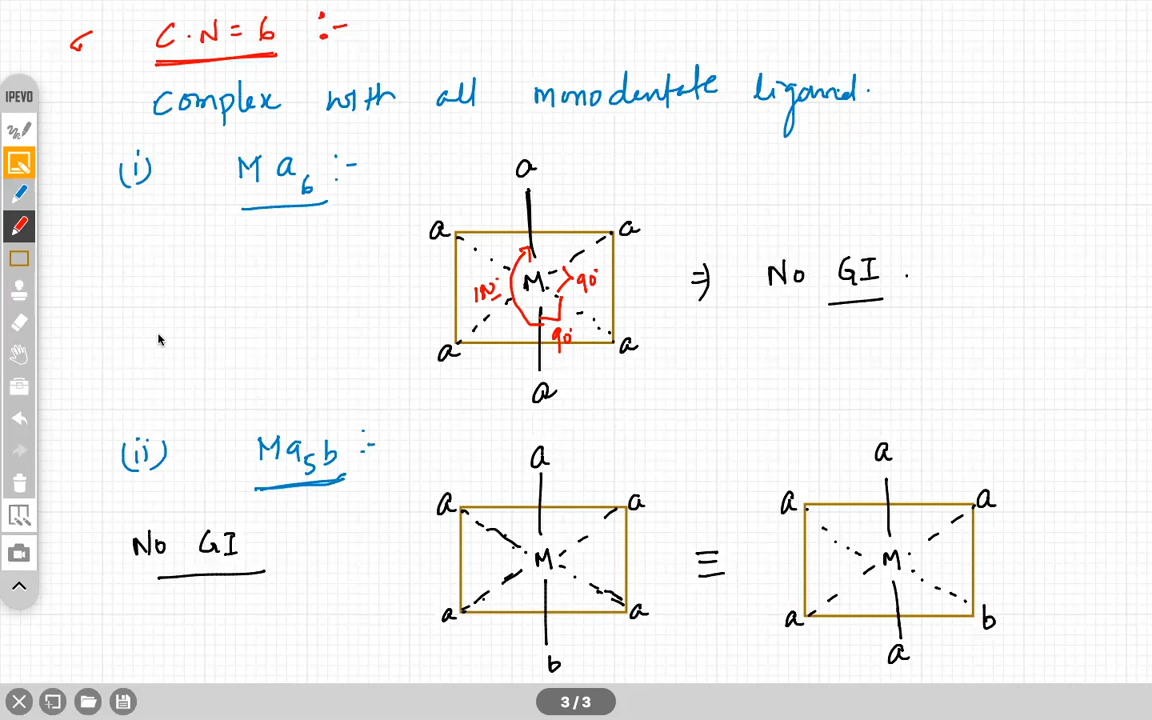 C.N = 6 :-
Complex with all monodentate ligand.
IPEVO
(i) Ma6 :-
a
a a
M 90°
180°
90°
a a
a
⇒ No GI.
(ii) Ma5b :-
No GI
a
a a
M
a a
b
≡
a
a a
M
a b
a
3 / 3